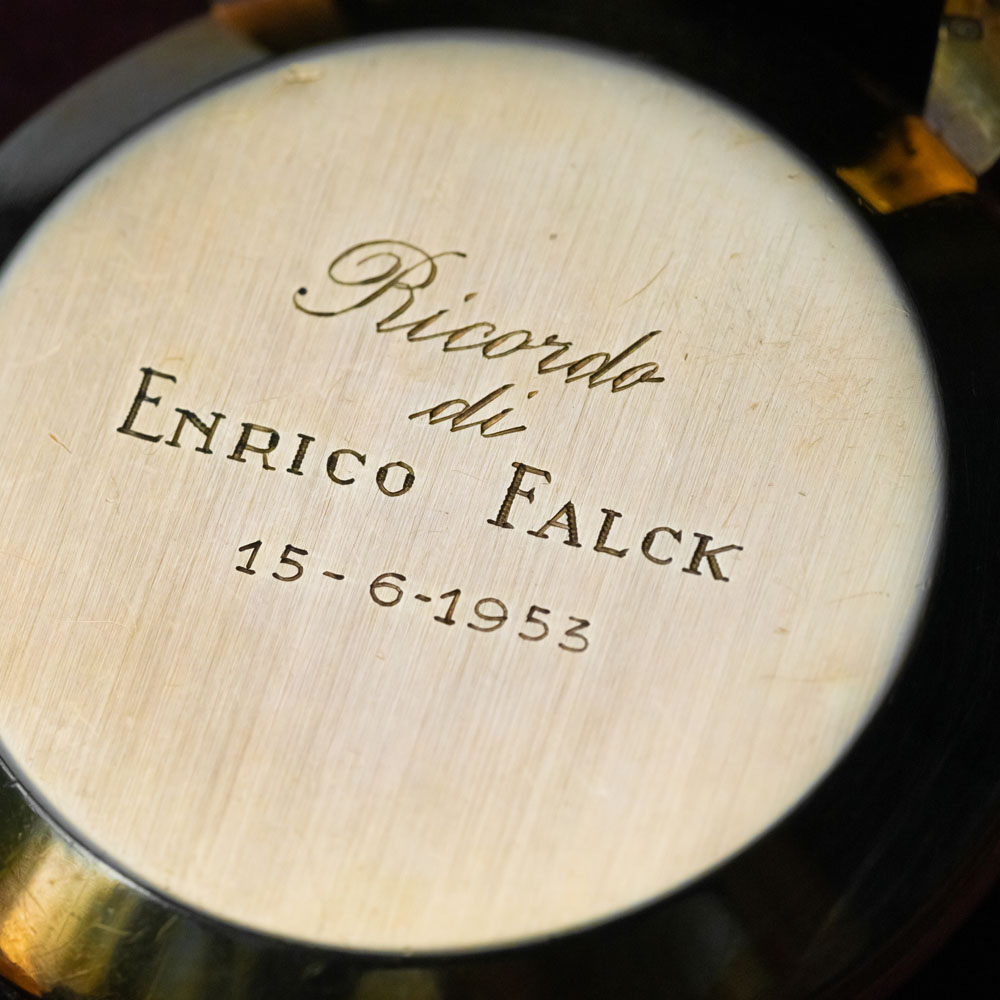 Ricordo
di
ENRICO FALCK
15-6-1953